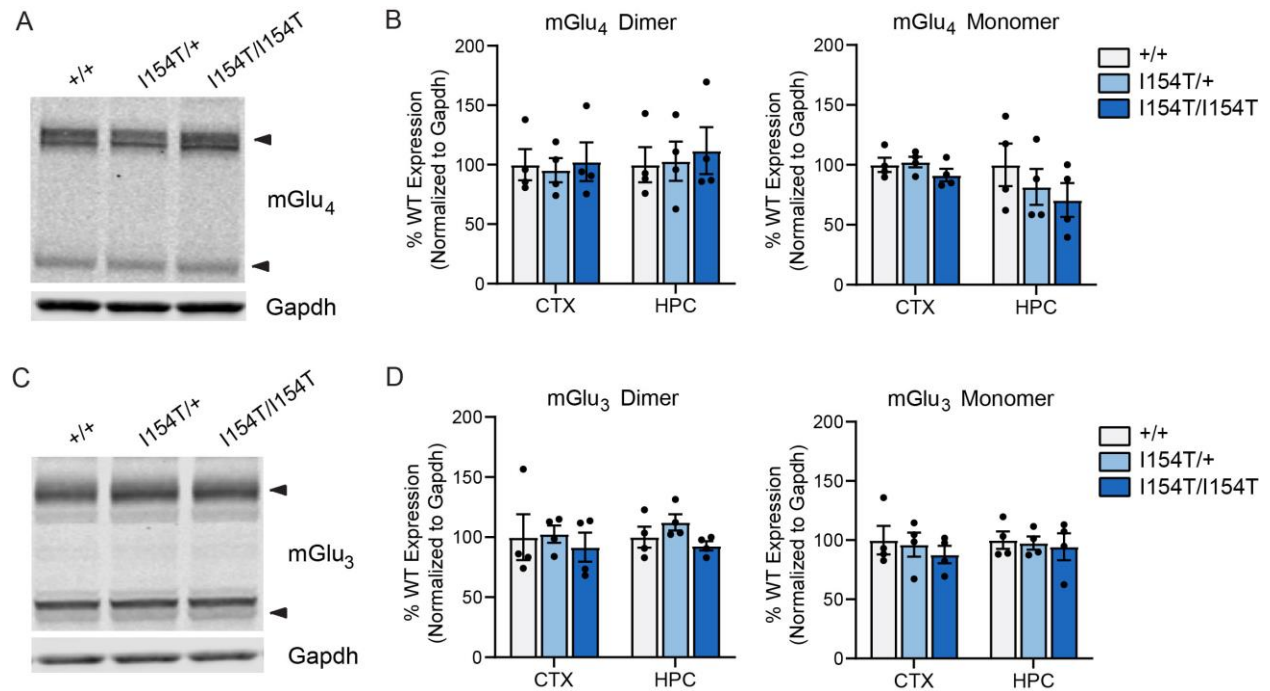 A
+/+
I154T/+
I154T/I154T
mGlu₄
Gapdh
B
mGlu₄ Dimer
% WT Expression
(Normalized to Gapdh)
200
150
100
50
0
CTX
HPC
mGlu₄ Monomer
% WT Expression
(Normalized to Gapdh)
200
150
100
50
0
CTX
HPC
+/+
I154T/+
I154T/I154T
C
+/+
I154T/+
I154T/I154T
mGlu₃
Gapdh
D
mGlu₃ Dimer
% WT Expression
(Normalized to Gapdh)
200
150
100
50
0
CTX
HPC
mGlu₃ Monomer
% WT Expression
(Normalized to Gapdh)
200
150
100
50
0
CTX
HPC
+/+
I154T/+
I154T/I154T